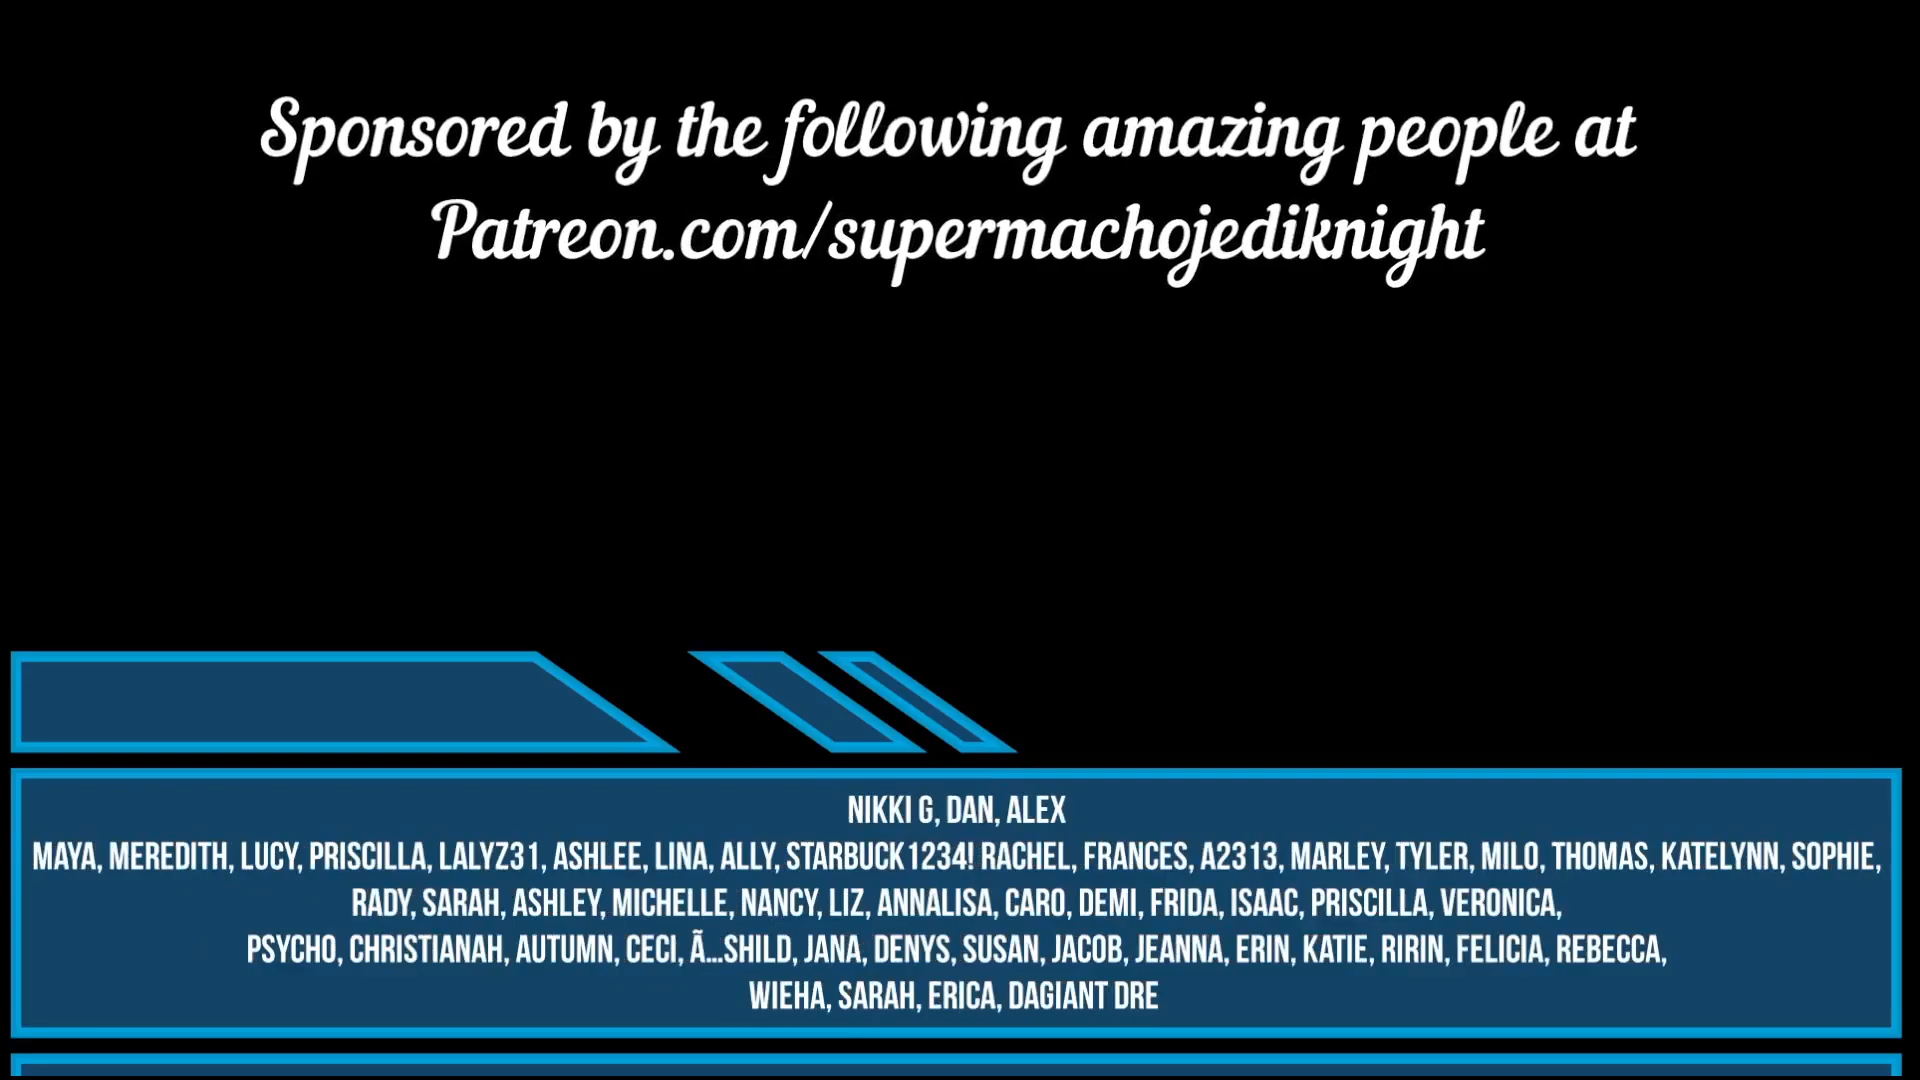 Sponsored by the following amazing people at
Patreon.com/supermachojediknight
NIKKI G, DAN, ALEX
MAYA, MEREDITH, LUCY, PRISCILLA, LALYZ31, ASHLEE, LINA, ALLY, STARBUCK1234! RACHEL, FRANCES, A2313, MARLEY, TYLER, MILO, THOMAS, KATELYNN, SOPHIE,
RADY, SARAH, ASHLEY, MICHELLE, NANCY, LIZ, ANNALISA, CARO, DEMI, FRIDA, ISAAC, PRISCILLA, VERONICA,
PSYCHO, CHRISTIANAH, AUTUMN, CECI, Ã…SHILD, JANA, DENYS, SUSAN, JACOB, JEANNA, ERIN, KATIE, RIRIN, FELICIA, REBECCA,
WIEHA, SARAH, ERICA, DAGIANT DRE